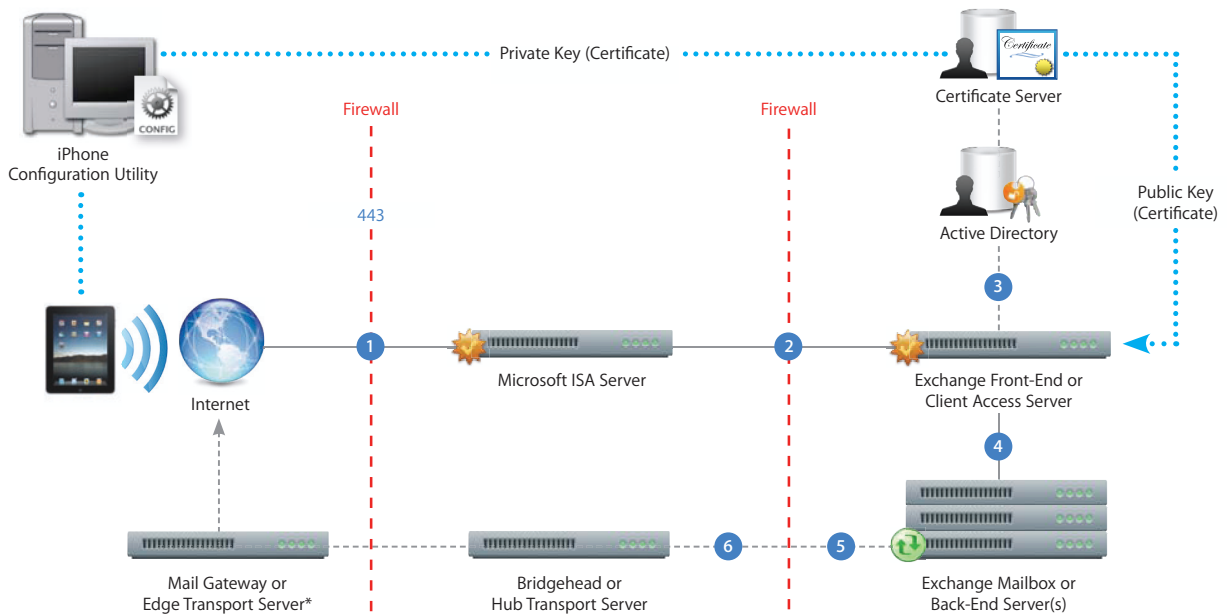 Private Key (Certificate)
Certificate
CONFIG
Certificate Server
Firewall
Firewall
iPhone
Configuration Utility
Public Key
(Certificate)
443
Active Directory
3
1
2
Microsoft ISA Server
Exchange Front-End or
Client Access Server
Internet
4
6
5
Mail Gateway or
Edge Transport Server*
Bridgehead or
Hub Transport Server
Exchange Mailbox or
Back-End Server(s)